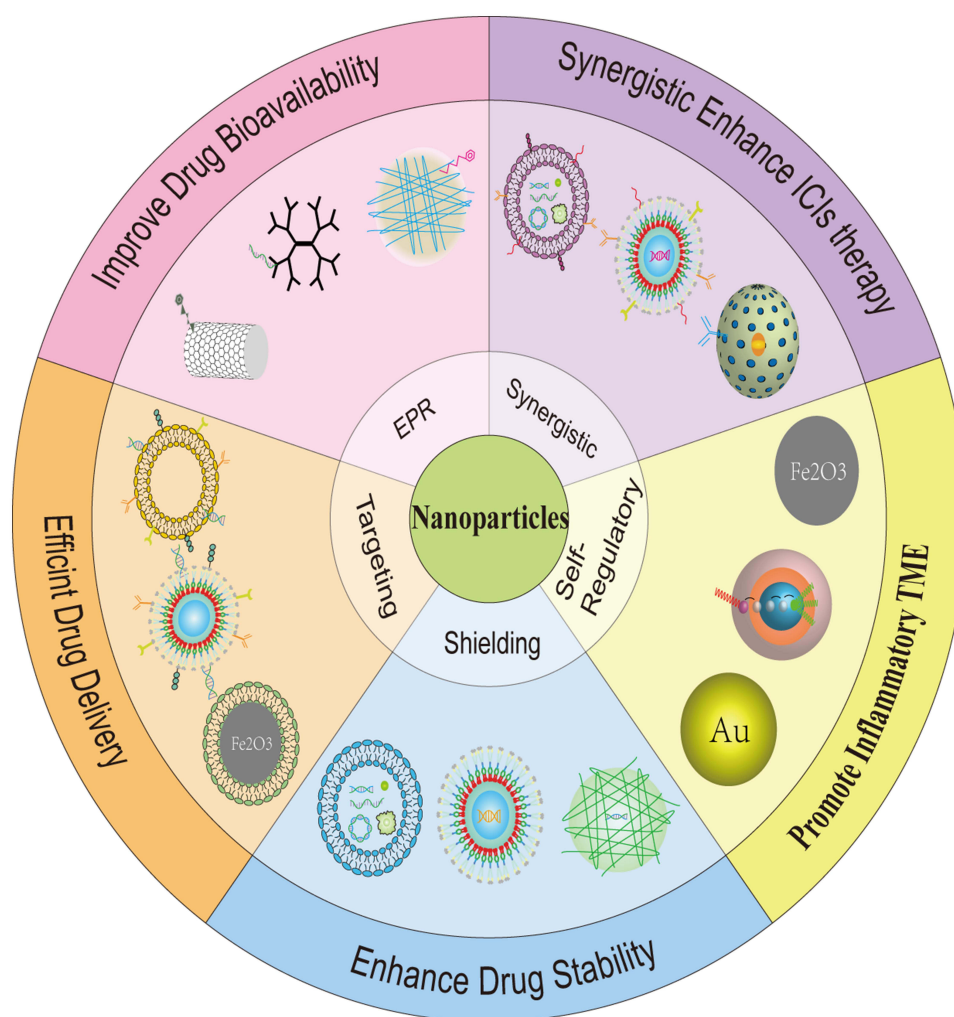 Improve Drug Bioavailability
Synergistic Enhance ICIs therapy
EPR
Synergistic
Fe2O3
Nanoparticles
Targeting
Self-
Regulatory
Efficint Drug Delivery
Promote Inflammatory TME
Shielding
Fe2O3
Au
Enhance Drug Stability